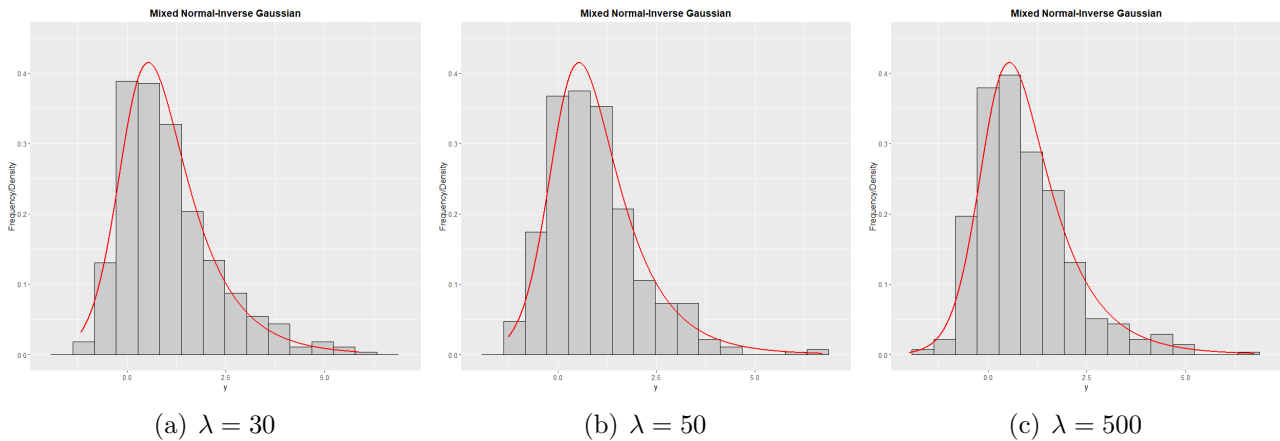 Mixed Normal-Inverse Gaussian
Frequency/Density
0.4
0.3
0.2
0.1
0.0
0.0 2.5 5.0
y
(a) λ = 30
Mixed Normal-Inverse Gaussian
Frequency/Density
0.4
0.3
0.2
0.1
0.0
0.0 2.5 5.0
y
(b) λ = 50
Mixed Normal-Inverse Gaussian
Frequency/Density
0.4
0.3
0.2
0.1
0.0
0.0 2.5 5.0
y
(c) λ = 500